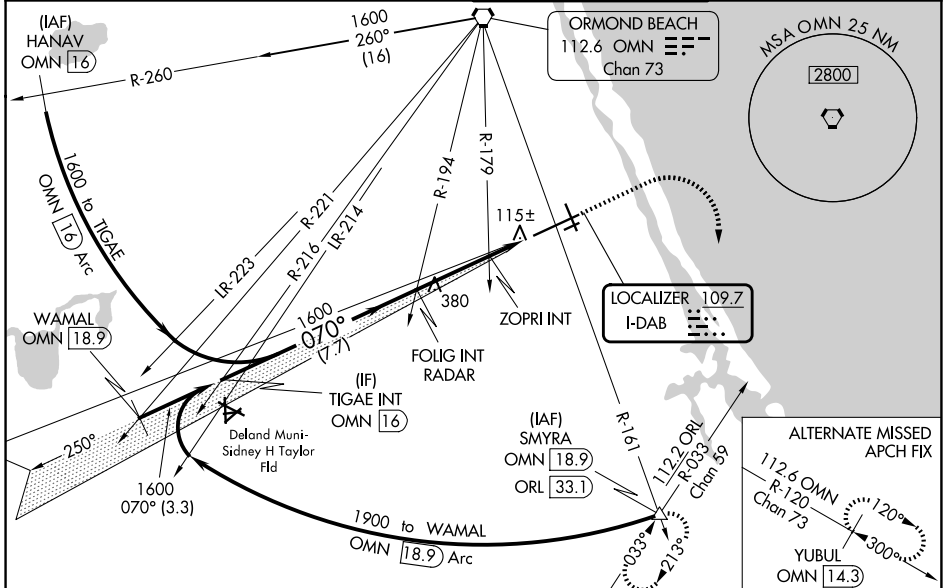 (IAF)
HANAV
OMN 16
1600
260°
(16)
R-260
ORMOND BEACH
112.6 OMN
Chan 73
MSA OMN 25 NM
2800
1600 to TIGAE
OMN 16 Arc
LR-223
R-221
R-216
LR-214
R-194
R-179
115±
WAMAL
OMN 18.9
1600
070°
(7.7)
380
ZOPRI INT
FOLIG INT
RADAR
LOCALIZER 109.7
I-DAB
(IF)
TIGAE INT
OMN 16
250°
Deland Muni-
Sidney H Taylor
Fld
1600
070° (3.3)
R-161
(IAF)
SMYRA
OMN 18.9
ORL 33.1
112.2 ORL
R-033
Chan 59
1900 to WAMAL
OMN 18.9 Arc
033°
213°
ALTERNATE MISSED
APCH FIX
112.6 OMN
R-120
Chan 73
120°
300°
YUBUL
OMN 14.3